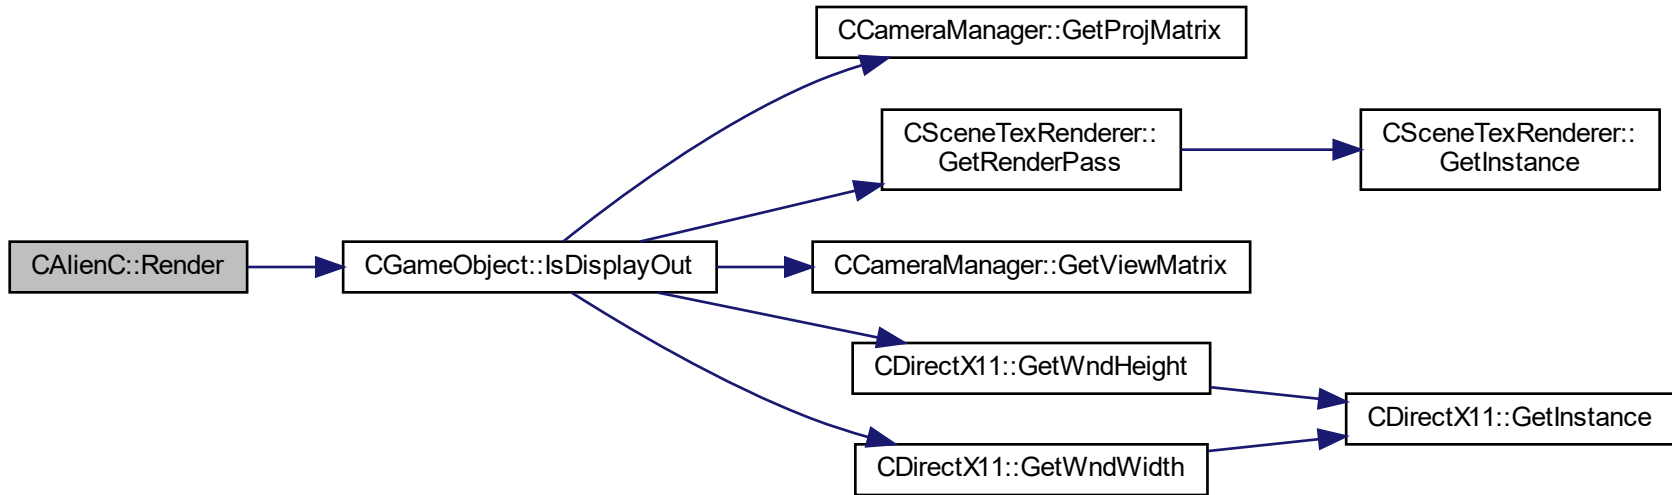 CCameraManager::GetProjMatrix
CSceneTexRenderer::
GetRenderPass
CSceneTexRenderer::
GetInstance
CAlienC::Render
CGameObject::IsDisplayOut
CCameraManager::GetViewMatrix
CDirectX11::GetWndHeight
CDirectX11::GetInstance
CDirectX11::GetWndWidth